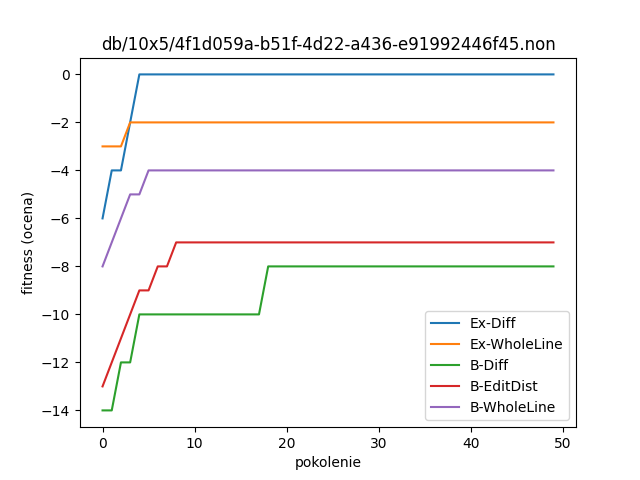 db/10x5/4f1d059a-b51f-4d22-a436-e91992446f45.non
fitness (ocena)
0
−2
−4
−6
−8
−10
−12
−14
0 10 20 30 40 50
pokolenie
Ex-Diff
Ex-WholeLine
B-Diff
B-EditDist
B-WholeLine